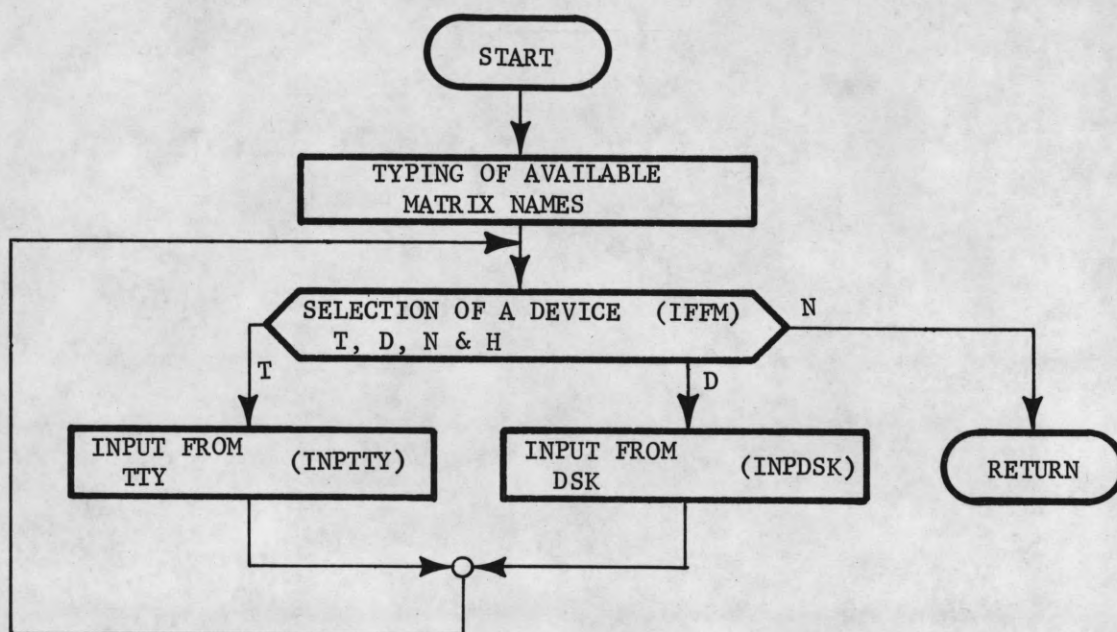 START
TYPING OF AVAILABLE
MATRIX NAMES
SELECTION OF A DEVICE (IFFM)
T, D, N & H
N
T
D
INPUT FROM
TTY
(INPTTY)
INPUT FROM
DSK
(INPDSK)
RETURN